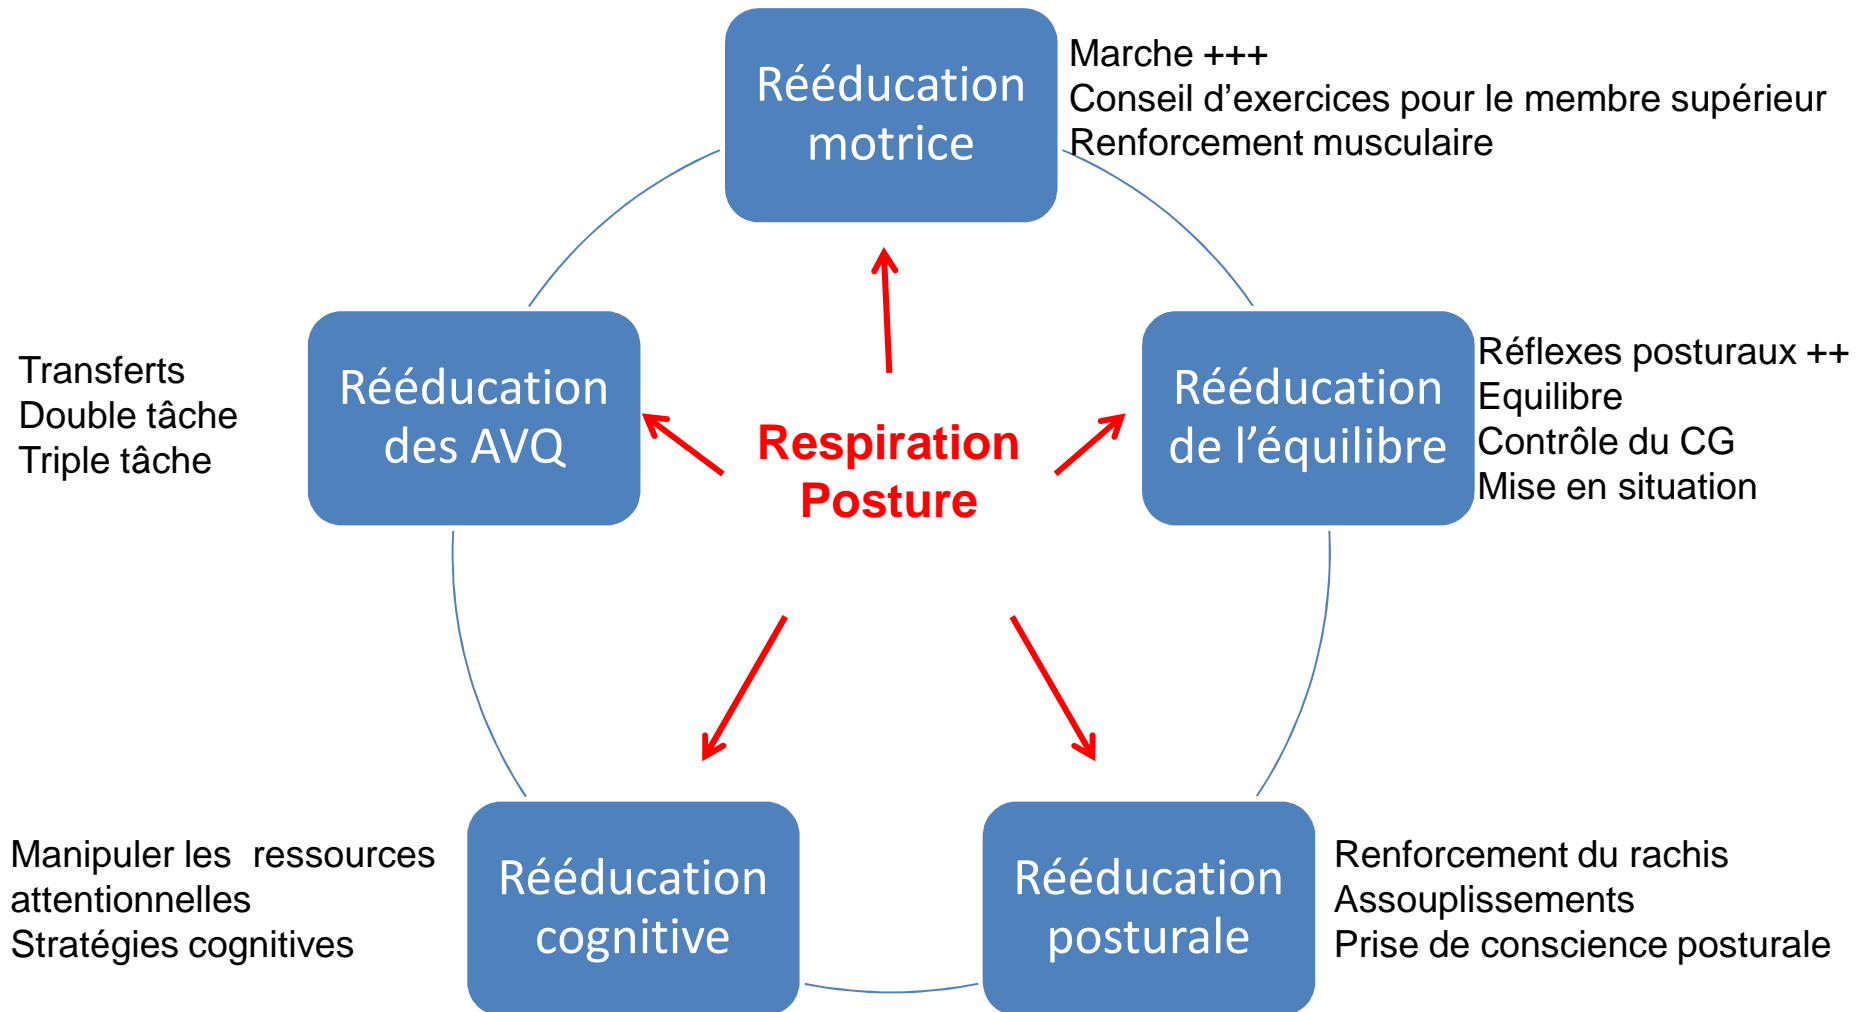 Rééducation
motrice
Marche +++
Conseil d’exercices pour le membre supérieur
Renforcement musculaire
Transferts
Double tâche
Triple tâche
Rééducation
des AVQ
Respiration
Posture
Rééducation
de l’équilibre
Réflexes posturaux ++
Equilibre
Contrôle du CG
Mise en situation
Manipuler les  ressources
attentionnelles
Stratégies cognitives
Rééducation
cognitive
Rééducation
posturale
Renforcement du rachis
Assouplissements
Prise de conscience posturale